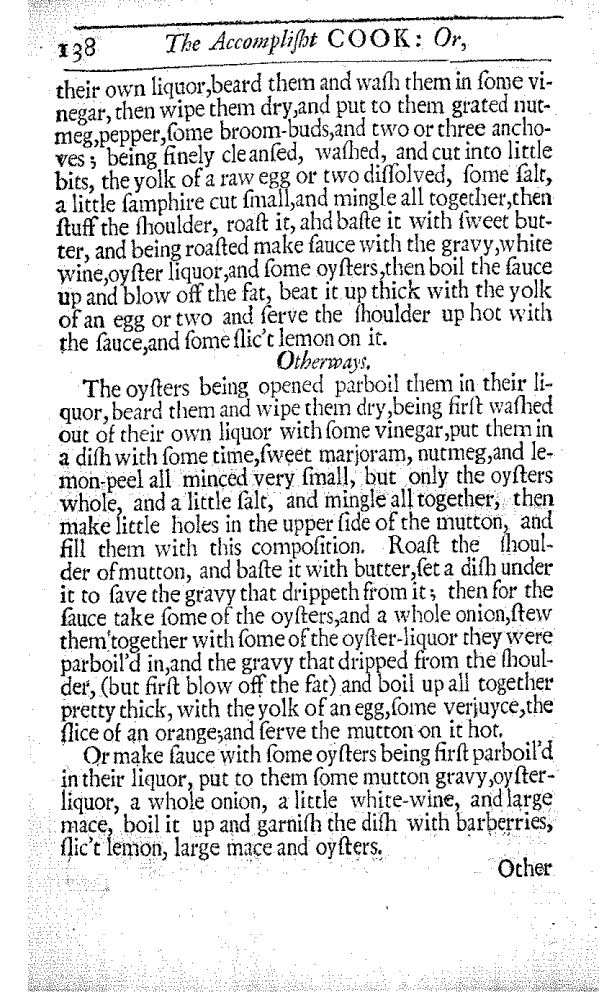 138 The Accompliſht COOK: Or,
their own liquor,beard them and waſh them in ſome vi-
negar, then wipe them dry,and put to them grated nut-
meg,pepper,ſome broom-buds,and two or three ancho-
ves; being finely cleanſed, waſhed, and cut into little
bits, the yolk of a raw egg or two diſſolved, ſome ſalt,
a little ſamphire cut ſmall,and mingle all together,then
ſtuff the ſhoulder, roaſt it, ahd baſte it with ſweet but-
ter, and being roaſted make ſauce with the gravy,white
wine,oyſter liquor,and ſome oyſters,then boil the ſauce
up and blow off the fat, beat it up thick with the yolk
of an egg or two and ſerve the ſhoulder up hot with
the ſauce,and ſome ſlic't lemon on it.
Otherways.
The oyſters being opened parboil them in their li-
quor, beard them and wipe them dry,being firſt waſhed
out of their own liquor with ſome vinegar,put them in
a diſh with ſome time,ſweet marjoram, nutmeg,and le-
mon-peel all minced very ſmall, but only the oyſters
whole, and a little ſalt, and mingle all together, then
make little holes in the upper ſide of the mutton, and
fill them with this compoſition. Roaſt the ſhoul-
der of mutton, and baſte it with butter,ſet a diſh under
it to ſave the gravy that drippeth from it; then for the
ſauce take ſome of the oyſters,and a whole onion,ſtew
them together with ſome of the oyſter-liquor they were
parboil'd in,and the gravy that dripped from the ſhoul-
der, (but firſt blow off the fat) and boil up all together
pretty thick, with the yolk of an egg,ſome verjuyce,the
ſlice of an orange;and ſerve the mutton on it hot.
Or make ſauce with ſome oyſters being firſt parboil'd
in their liquor, put to them ſome mutton gravy,oyſter-
liquor, a whole onion, a little white-wine, and large
mace, boil it up and garniſh the diſh with barberries,
ſlic't lemon, large mace and oyſters.
Other